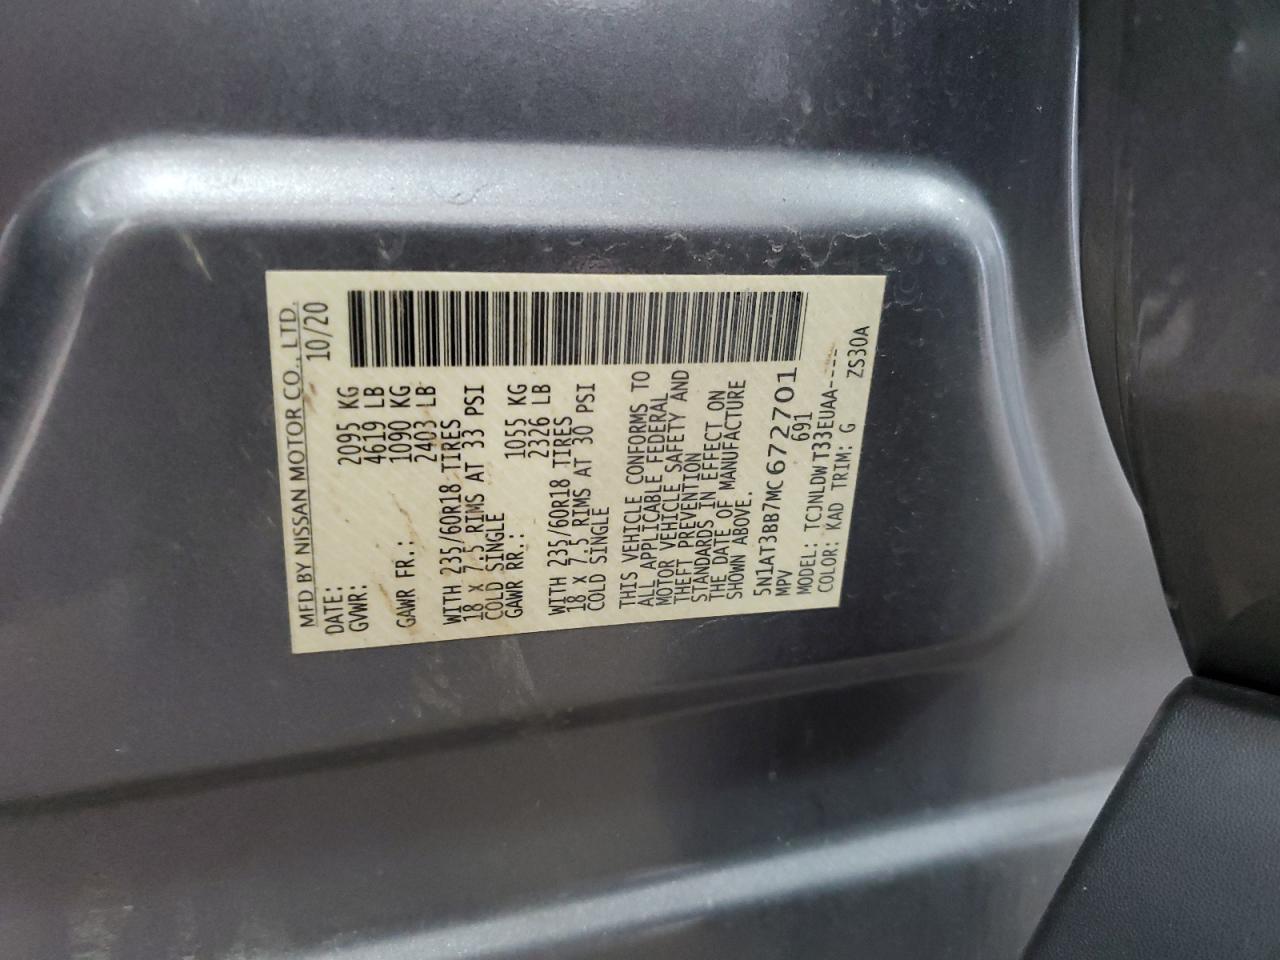 MFD BY NISSAN MOTOR CO., LTD.
DATE: 10/20
GVWR: 2095 KG
4619 LB
GAWR FR.: 1090 KG
2403 LB
WITH 235/60R18 TIRES
18 X 7.5 RIMS AT 33 PSI
COLD SINGLE
GAWR RR.: 1055 KG
2326 LB
WITH 235/60R18 TIRES
18 X 7.5 RIMS AT 30 PSI
COLD SINGLE
THIS VEHICLE CONFORMS TO
ALL APPLICABLE FEDERAL
MOTOR VEHICLE SAFETY AND
THEFT PREVENTION
STANDARDS IN EFFECT ON
THE DATE OF MANUFACTURE
SHOWN ABOVE.
5N1AT3BB7MC672701
MPV 691
MODEL: TCJNLDWT33EUAA----
COLOR: KAD TRIM: G ZS30A